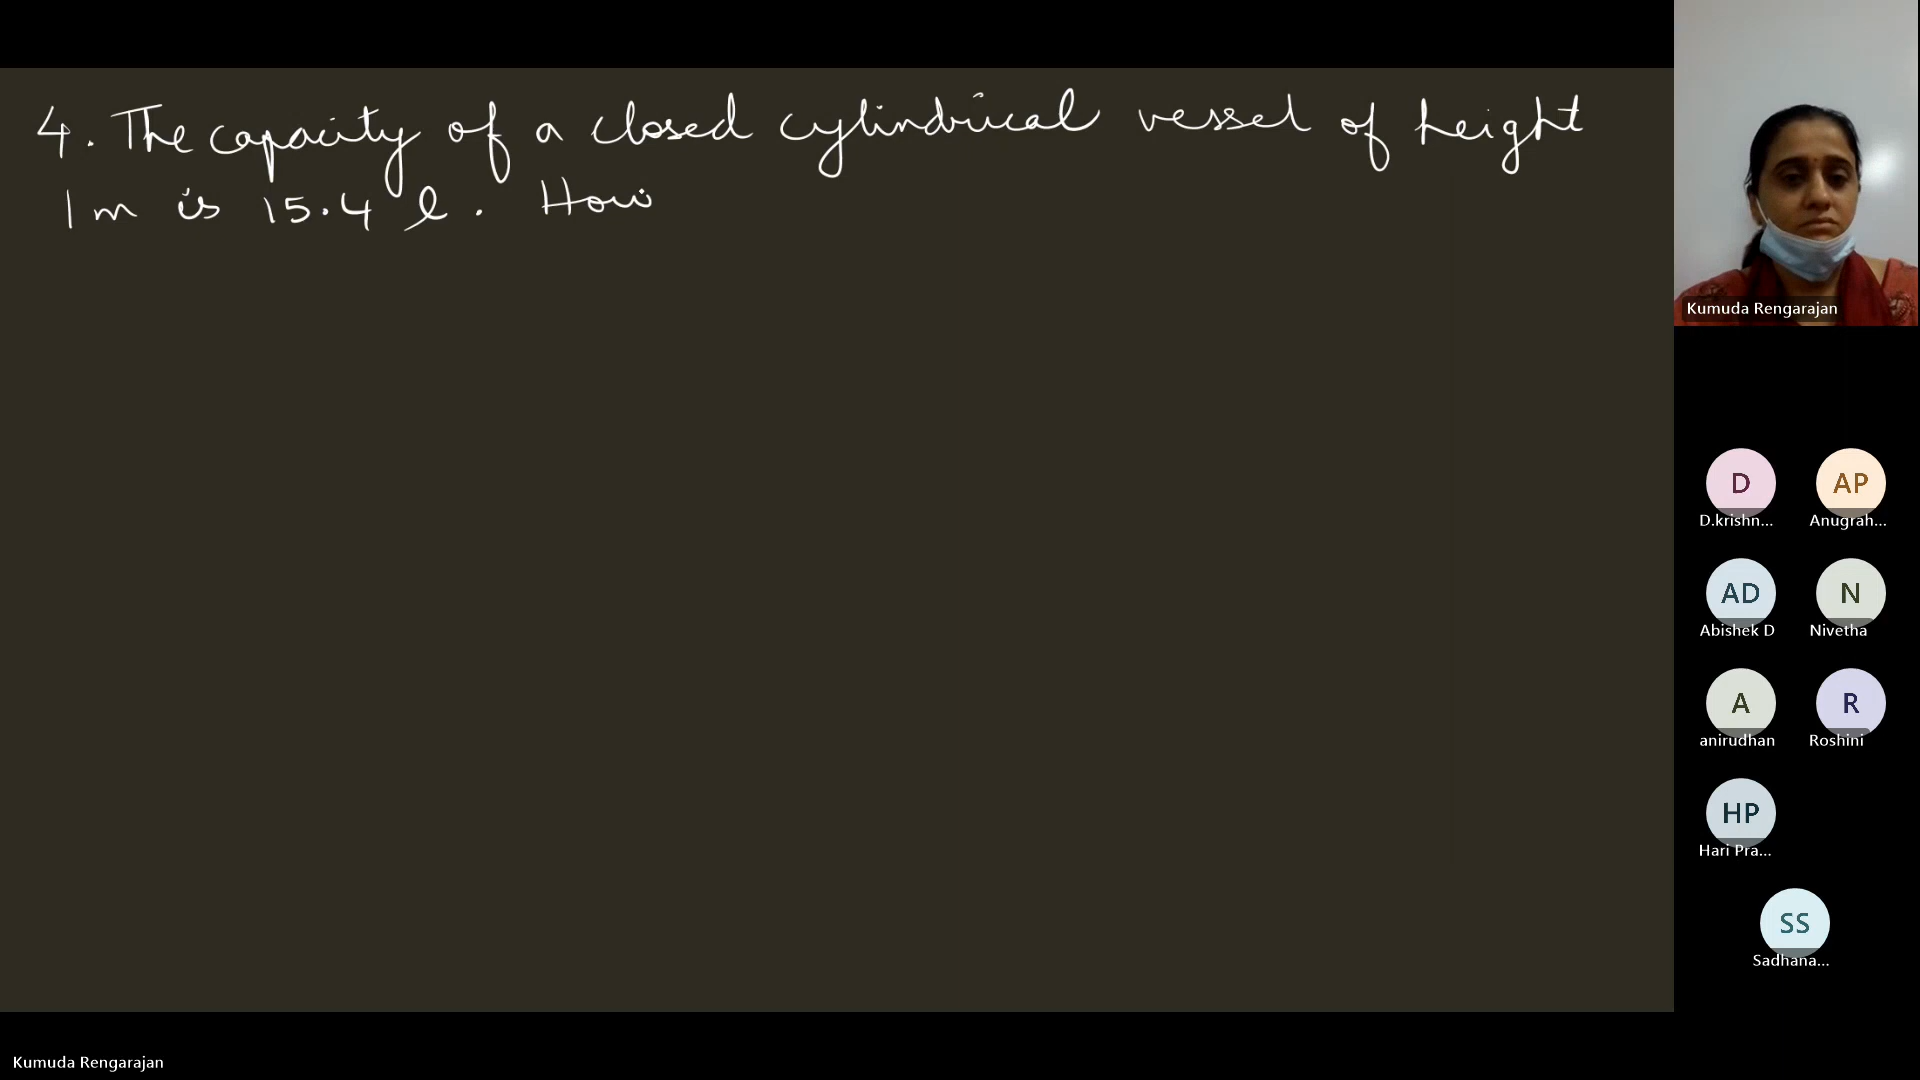 4. The capacity of a closed cylindrical vessel of height
1 m is 15.4 l. How
Kumuda Rengarajan
D
AP
D.krishn...
Anugrah...
AD
N
Abishek D
Nivetha
A
R
anirudhan
Roshini
HP
Hari Pra...
SS
Sadhana...
Kumuda Rengarajan